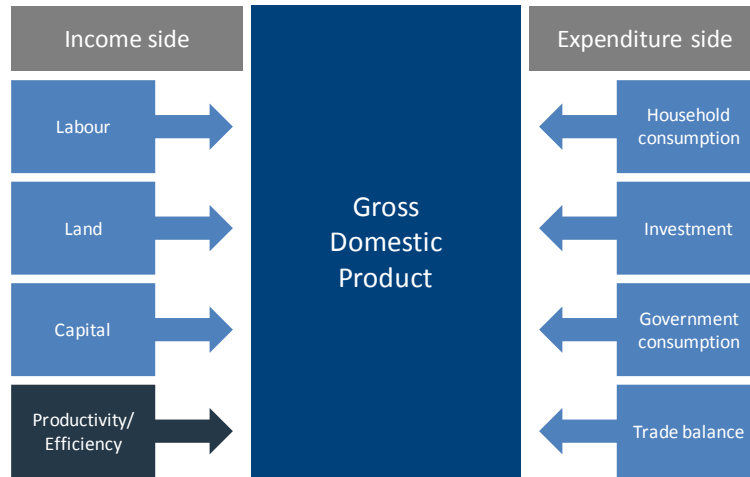 Income side
Expenditure side
Labour
Land
Capital
Productivity/
Efficiency
Gross
Domestic
Product
Household
consumption
Investment
Government
consumption
Trade balance